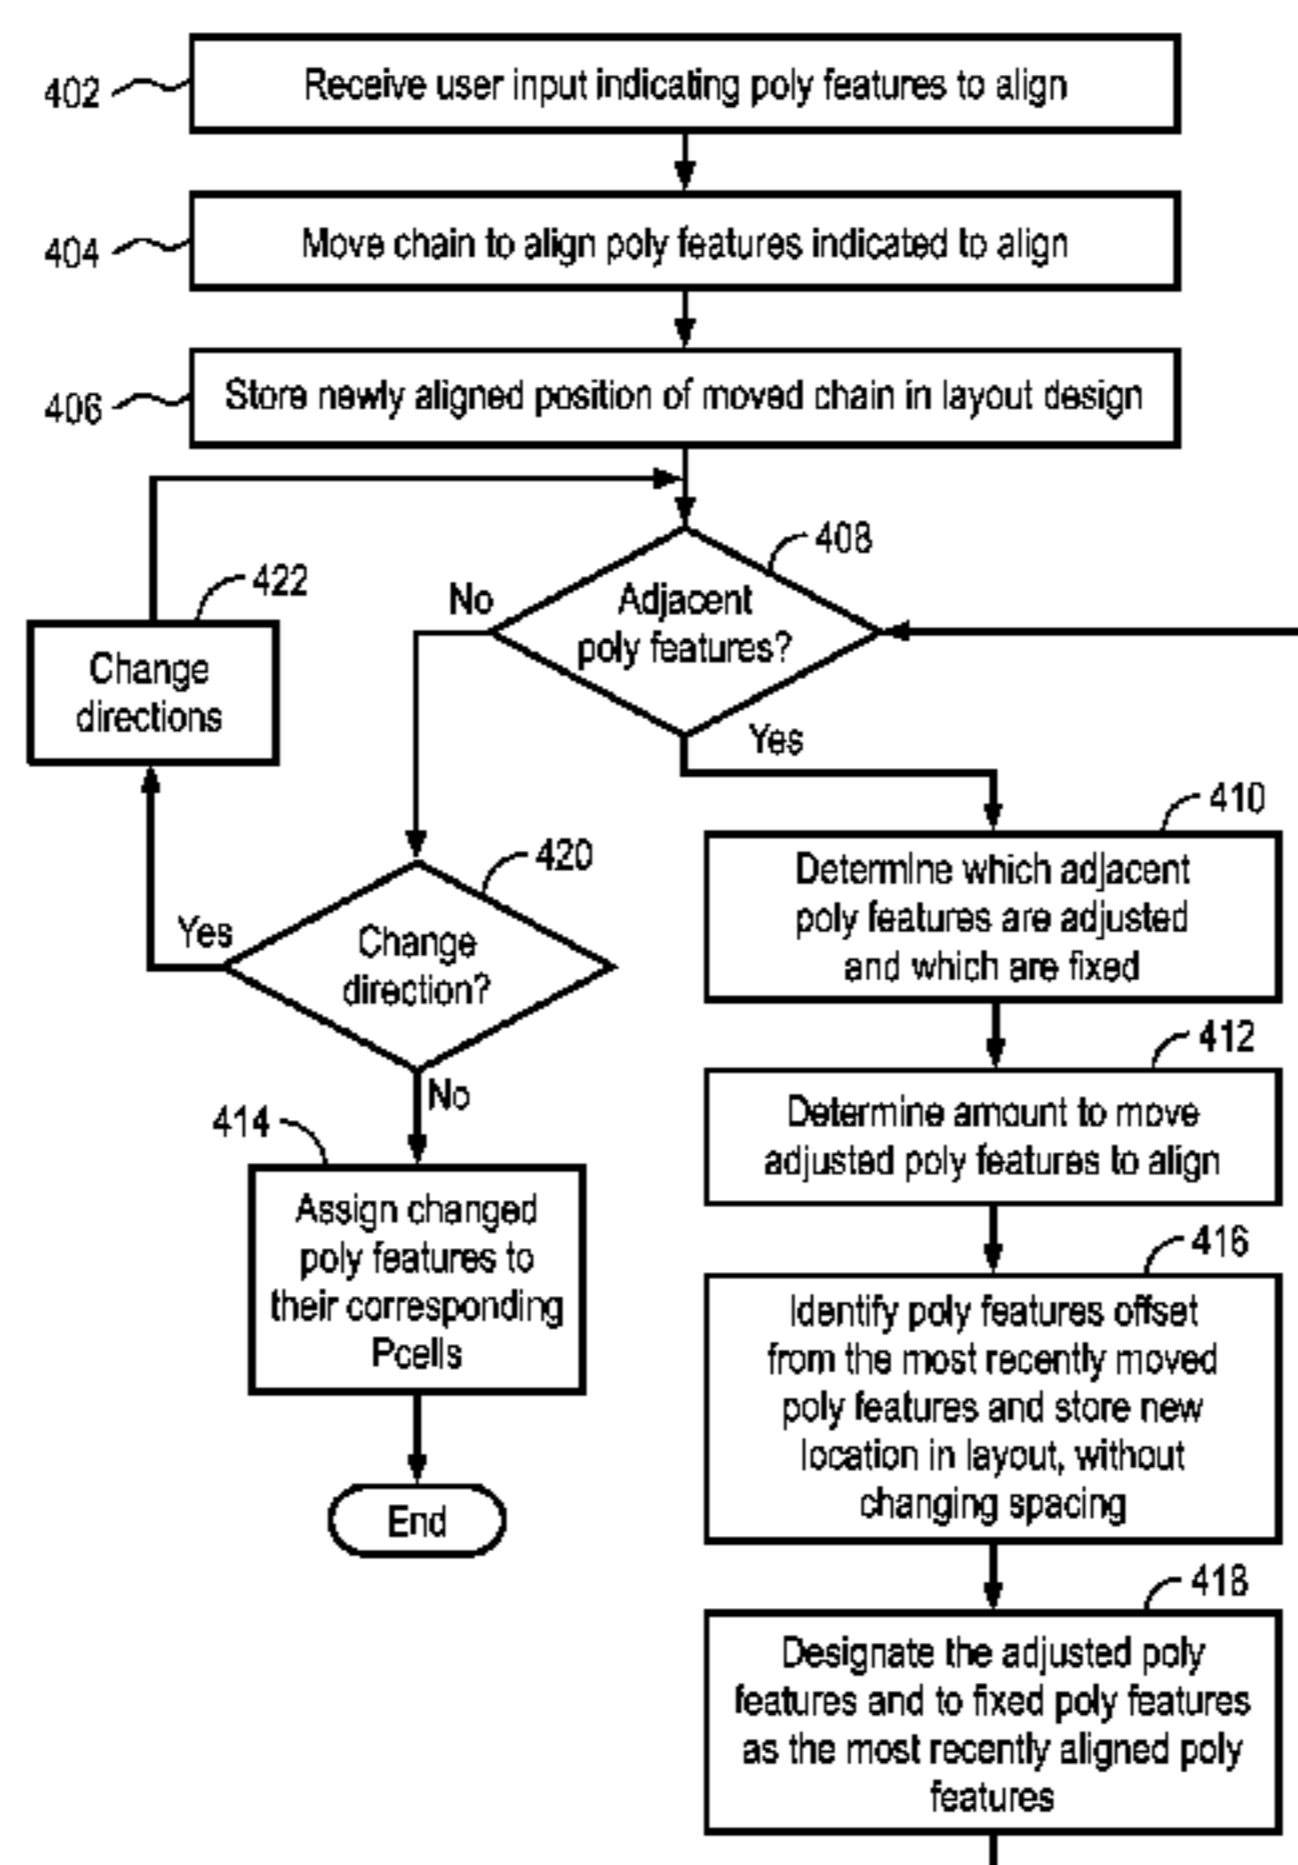 402
Receive user input indicating poly features to align
404
Move chain to align poly features indicated to align
406
Store newly aligned position of moved chain in layout design
408
Adjacent
poly features?
No
Yes
422
Change
directions
420
Change
direction?
Yes
No
410
Determine which adjacent
poly features are adjusted
and which are fixed
412
Determine amount to move
adjusted poly features to align
414
Assign changed
poly features to
their corresponding
Pcells
End
416
Identify poly features offset
from the most recently moved
poly features and store new
location in layout, without
changing spacing
418
Designate the adjusted poly
features and to fixed poly features
as the most recently aligned poly
features